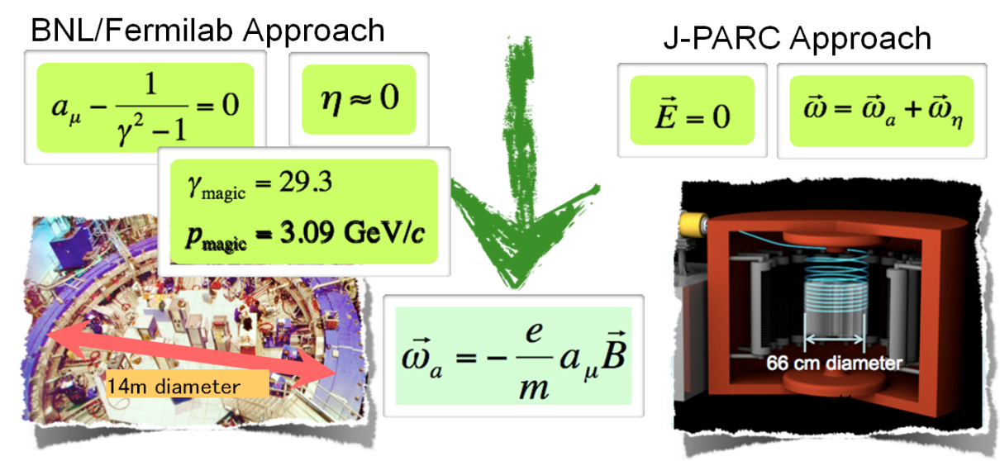 BNL/Fermilab Approach
a_μ − 1/(γ² − 1) = 0
η ≈ 0
γ_magic = 29.3
p_magic = 3.09 GeV/c
14m diameter
ω⃗_a = − e/m a_μ B⃗
J-PARC Approach
E⃗ = 0
ω⃗ = ω⃗_a + ω⃗_η
66 cm diameter